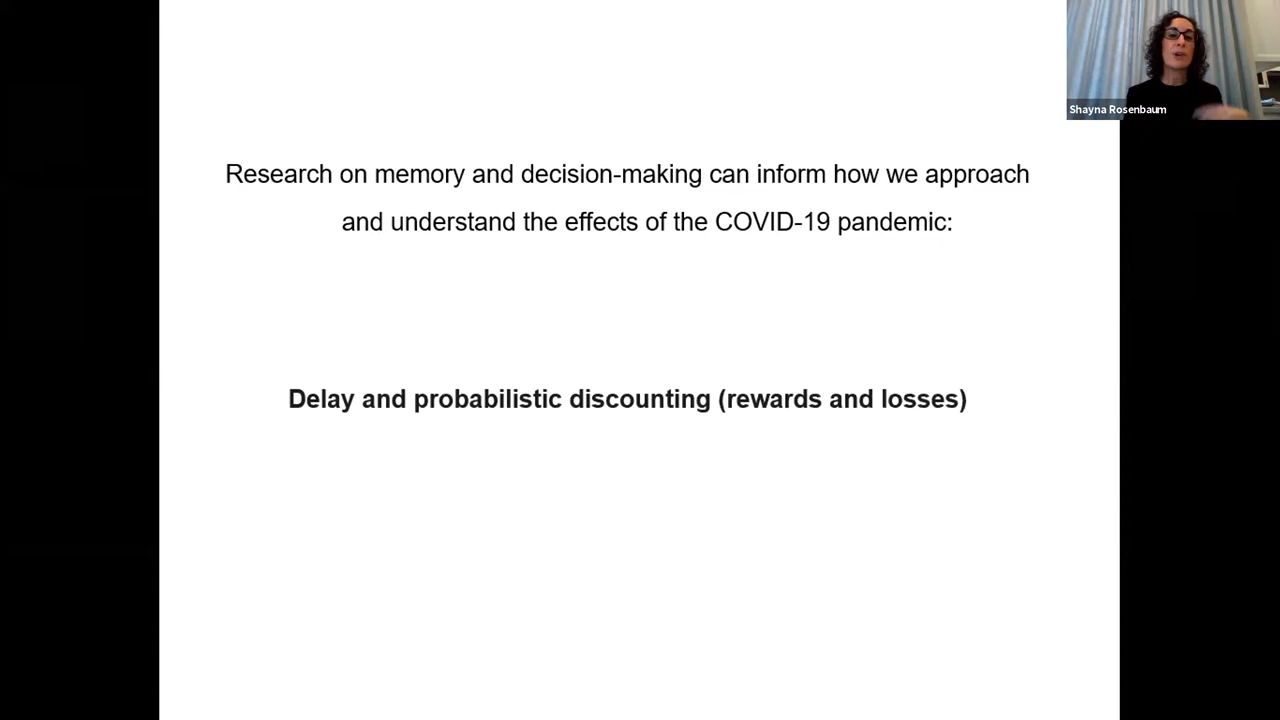 Shayna Rosenbaum
Research on memory and decision-making can inform how we approach
and understand the effects of the COVID-19 pandemic:
Delay and probabilistic discounting (rewards and losses)